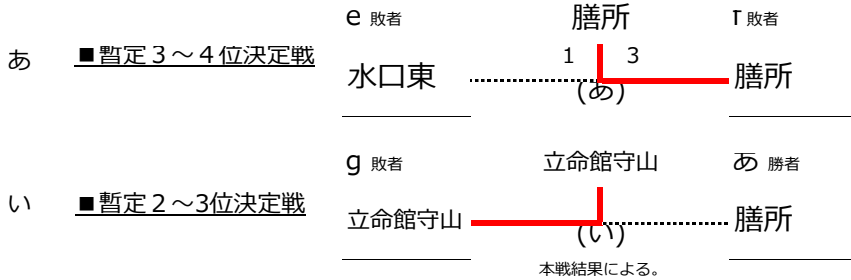 e 敗者 膳所 f 敗者
あ ■暫定３～４位決定戦 水口東 1 3 膳所
(あ)
g 敗者 立命館守山 あ 勝者
い ■暫定２～3位決定戦 立命館守山 膳所
(い)
本戦結果による。